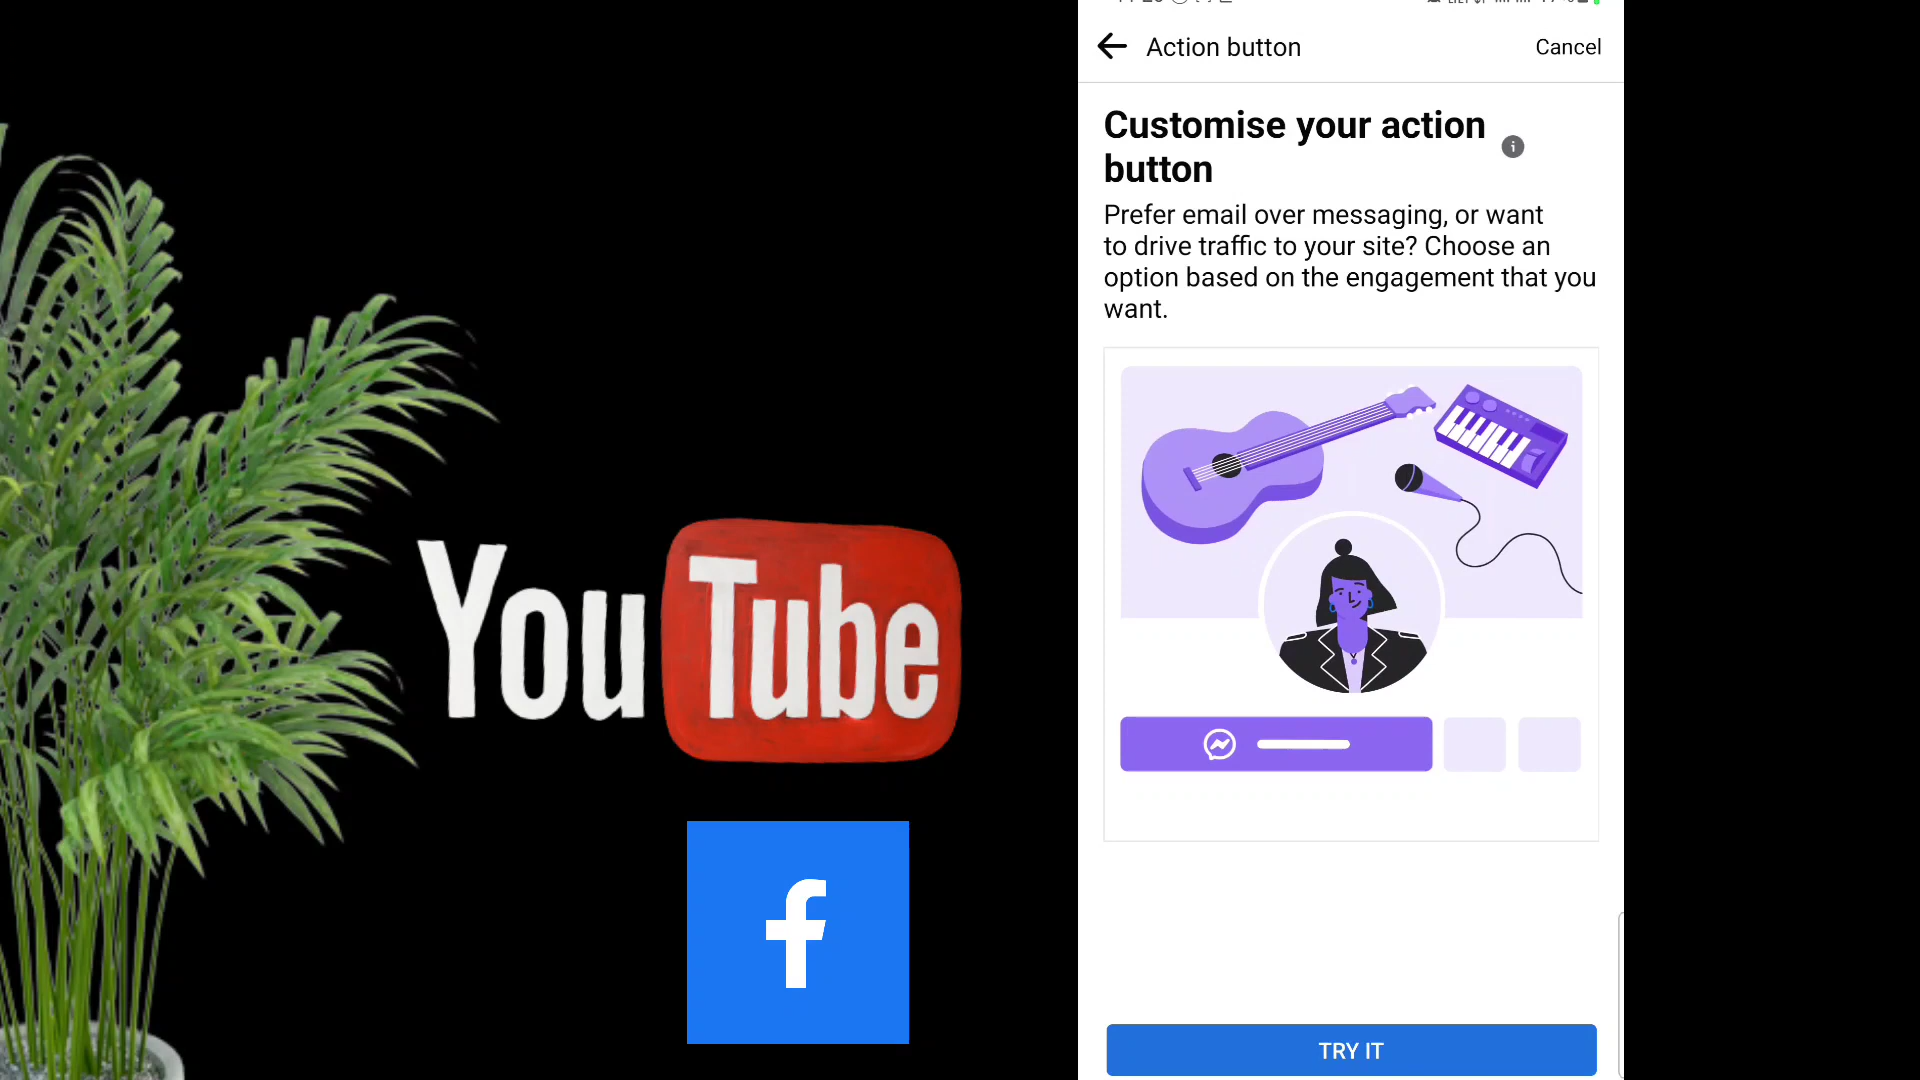 Action button
Cancel
Customise your action
button
Prefer email over messaging, or want
to drive traffic to your site? Choose an
option based on the engagement that you
want.
YouTube
f
TRY IT